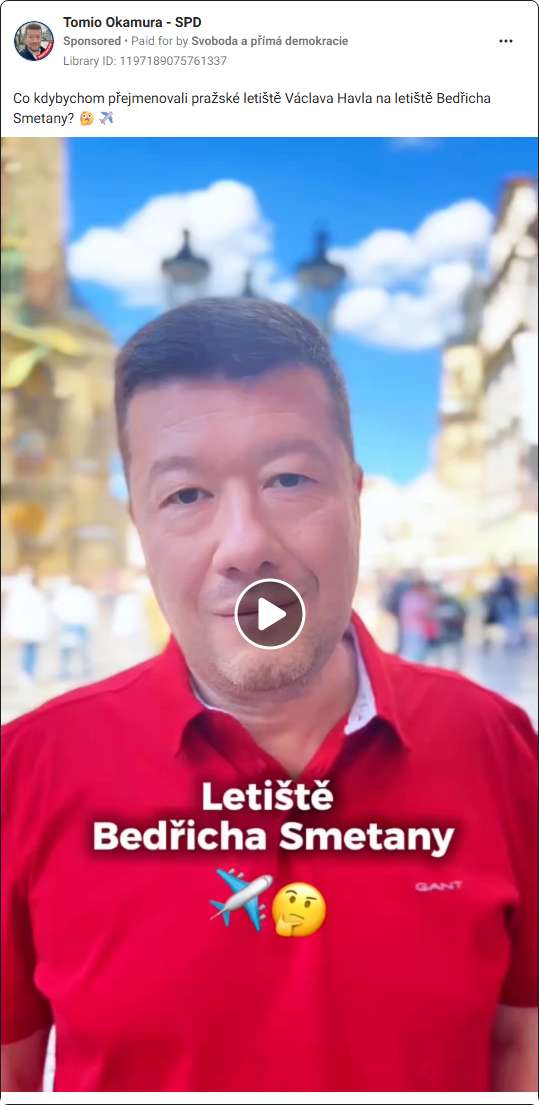 Tomio Okamura - SPD
Sponsored • Paid for by Svoboda a přímá demokracie
Library ID: 1197189075761337
Co kdybychom přejmenovali pražské letiště Václava Havla na letiště Bedřicha
Smetany? 🤔 ✈️
Letiště
Bedřicha Smetany
✈️🤔
GANT